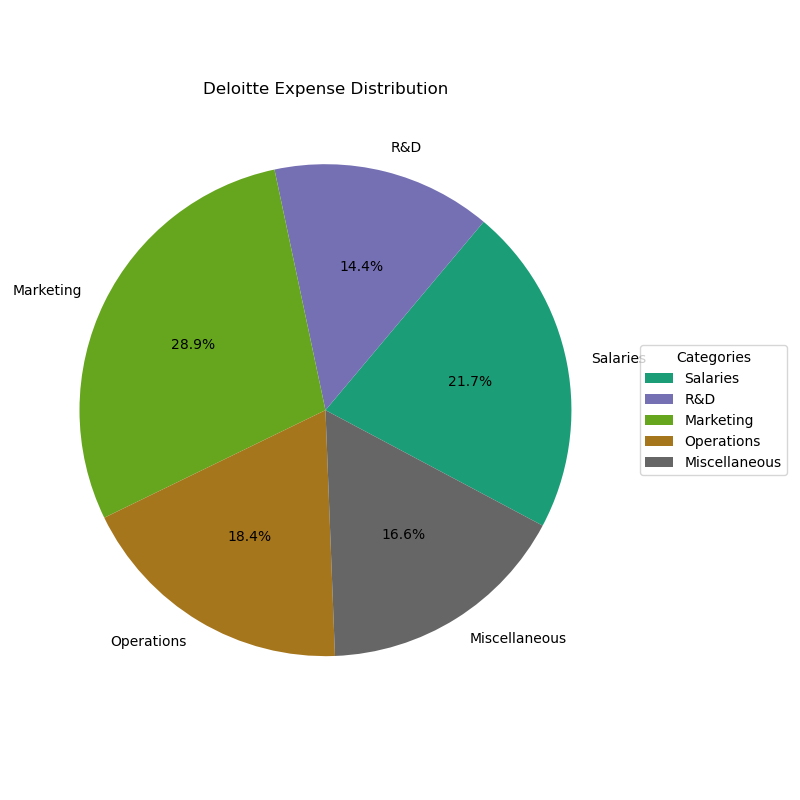 Deloitte Expense Distribution
R&D
14.4%
Marketing
28.9%
Salaries
21.7%
Operations
18.4%
Miscellaneous
16.6%
Categories
Salaries
R&D
Marketing
Operations
Miscellaneous